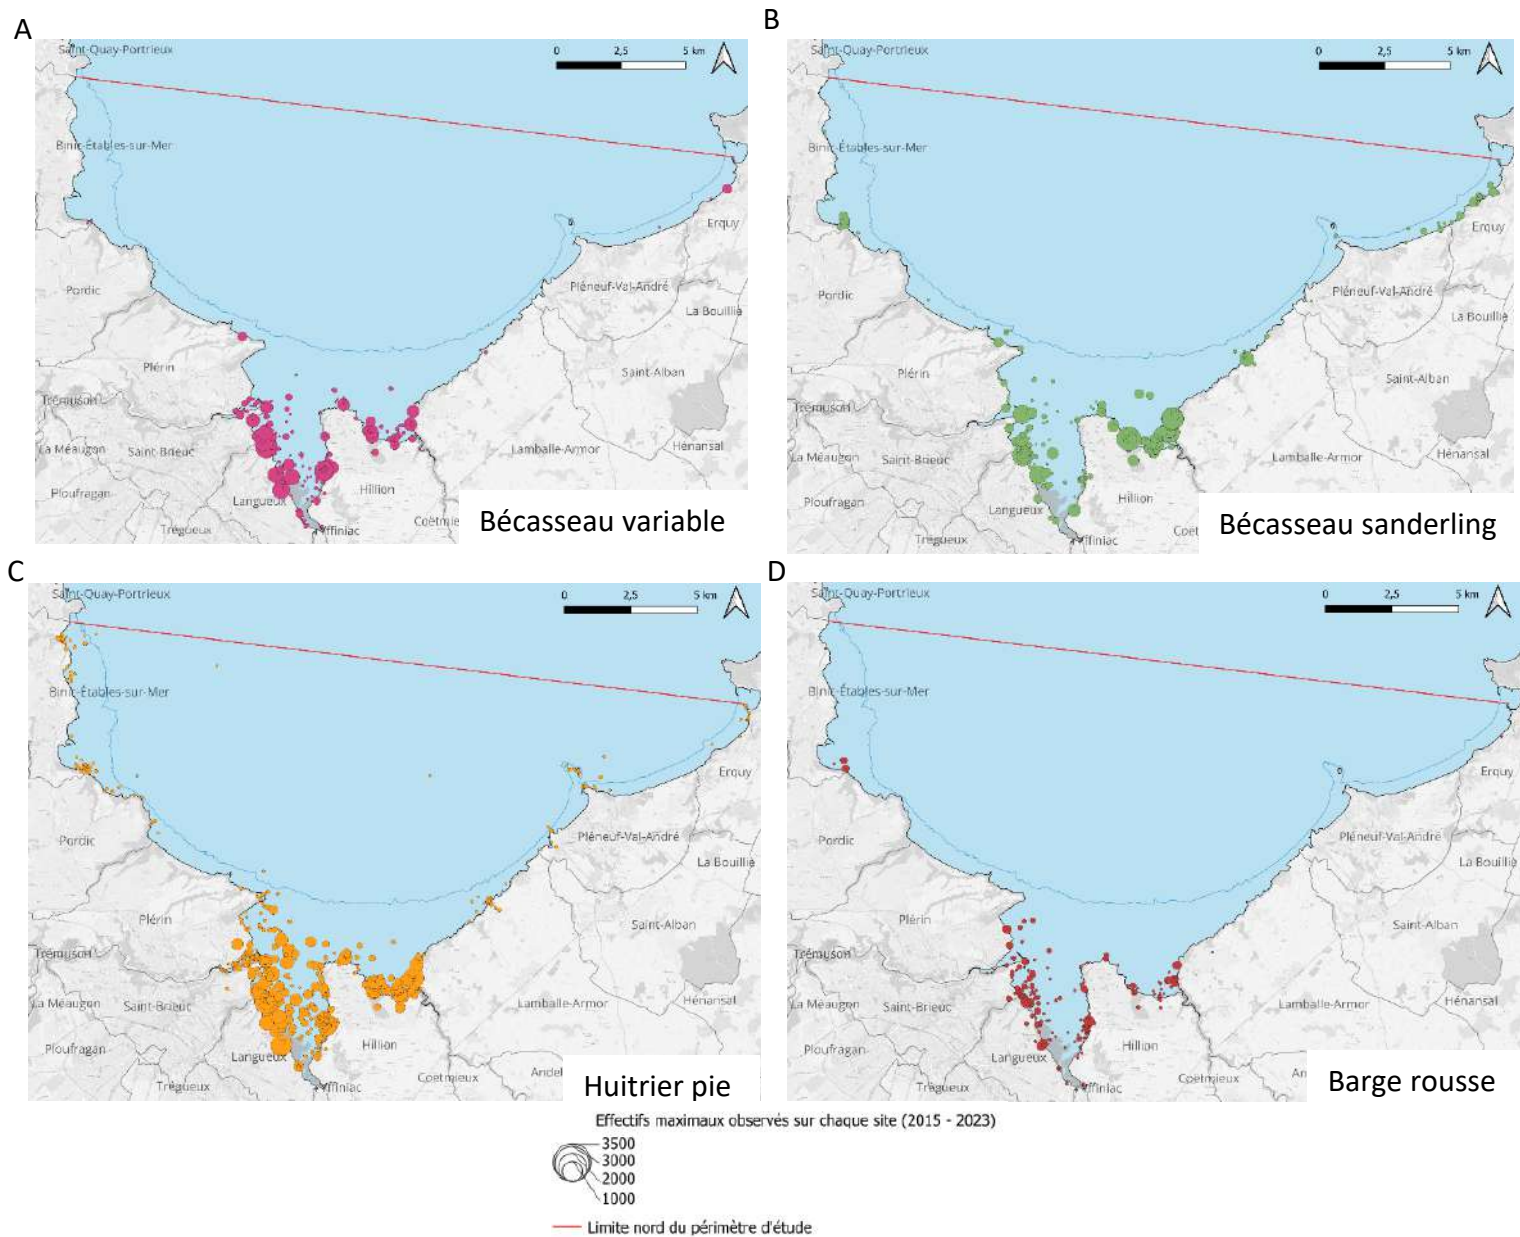 A
Saint-Quay-Portrieux
0 2,5 5 km
Binic-Étables-sur-Mer
Erquy
Pordic
Pléneuf-Val-André
La Bouillie
Plérin
Saint-Alban
Trémuson
La Méaugon
Saint-Brieuc
Lamballe-Armor
Hénansal
Ploufragan
Langueux
Hillion
Trégueux
Yffiniac
Coëtmie
Bécasseau variable
B
Saint-Quay-Portrieux
0 2,5 5 km
Binic-Étables-sur-Mer
Erquy
Pordic
Pléneuf-Val-André
La Bouillie
Plérin
Saint-Alban
Trémuson
La Méaugon
Saint-Brieuc
Lamballe-Armor
Hénansal
Ploufragan
Langueux
Hillion
Trégueux
Yffiniac
Coët
Bécasseau sanderling
C
Saint-Quay-Portrieux
0 2,5 5 km
Binic-Étables-sur-Mer
Erquy
Pordic
Pléneuf-Val-André
La Bouillie
Plérin
Saint-Alban
Trémuson
La Méaugon
Saint-Brieuc
Lamballe-Armor
Hénansal
Ploufragan
Langueux
Hillion
Trégueux
Yffiniac
Coëtmieux
Andel
Huitrier pie
D
Saint-Quay-Portrieux
0 2,5 5 km
Binic-Étables-sur-Mer
Erquy
Pordic
Pléneuf-Val-André
La Bouillie
Plérin
Saint-Alban
Trémuson
La Méaugon
Saint-Brieuc
Lamballe-Armor
Hénansal
Ploufragan
Langueux
Hillion
Trégueux
Yffiniac
Coëtmieux
An
Barge rousse
Effectifs maximaux observés sur chaque site (2015 - 2023)
3500
3000
2000
1000
Limite nord du périmètre d'étude